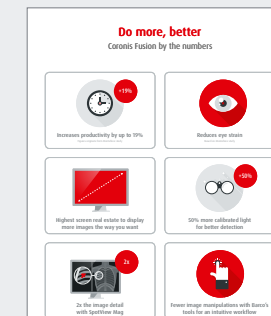 Do more, better
Coronis Fusion by the numbers
+19%
Increases productivity by up to 19%
Reduces eye strain
Highest screen real estate to display
more images the way you want
+50%
50% more calibrated light
for better detection
2x
2x the image detail
with SpotView Mag
Fewer image manipulations with Barco's
tools for an intuitive workflow